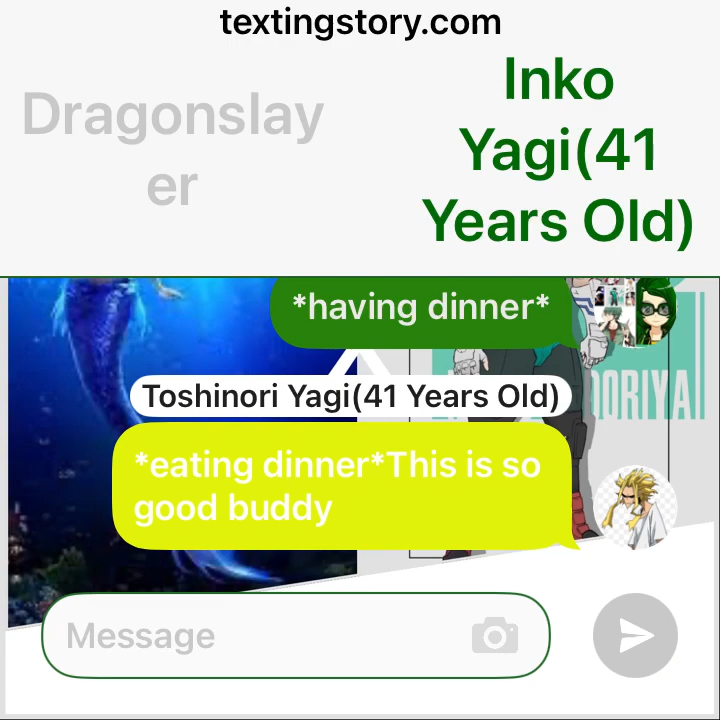 textingstory.com
Dragonslay
er
Inko
Yagi(41
Years Old)
*having dinner*
Toshinori Yagi(41 Years Old)
*eating dinner*This is so
good buddy
Message